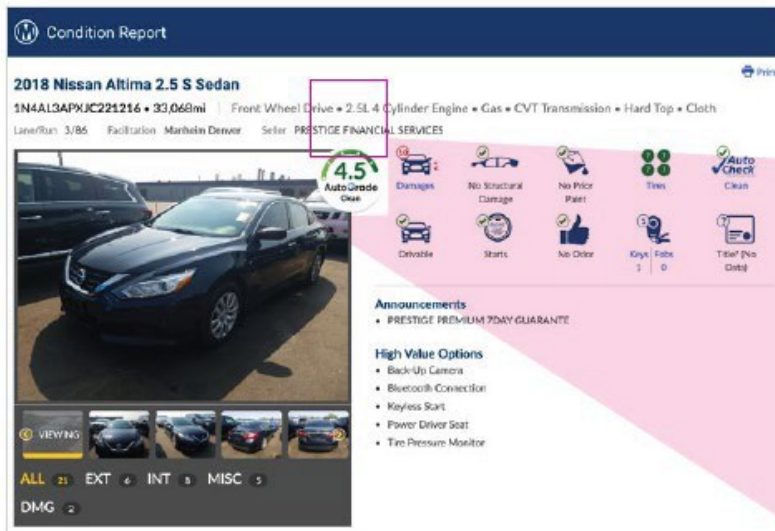 Condition Report
Print
2018 Nissan Altima 2.5 S Sedan
1N4AL3APXJC221216 • 33,068mi | Front Wheel Drive • 2.5L 4 Cylinder Engine • Gas • CVT Transmission • Hard Top • Cloth
Lane/Run 3/86 Facilitation Manheim Denver Seller PRESTIGE FINANCIAL SERVICES
4.5
AutoGrade
Clean
Damages
No Structural
Damage
No Prior
Paint
Tires
AutoCheck
Clean
Drivable
Starts
No Odor
Keys | Fobs
1 | 0
Title? (No
Data)
Announcements
• PRESTIGE PREMIUM 7DAY GUARANTE
High Value Options
• Back-Up Camera
• Bluetooth Connection
• Keyless Start
• Power Driver Seat
• Tire Pressure Monitor
VIEWING
ALL 21 EXT 6 INT 8 MISC 5
DMG 2